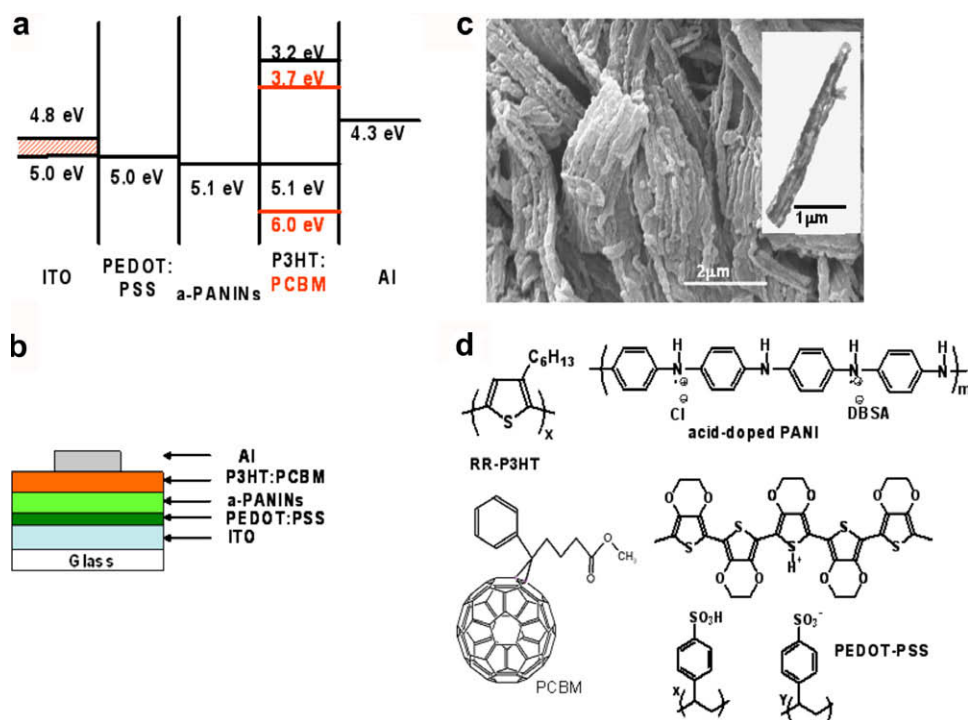 a
3.2 eV
3.7 eV
4.8 eV
4.3 eV
5.0 eV
5.0 eV
5.1 eV
5.1 eV
6.0 eV
ITO
PEDOT:
PSS
a-PANINs
P3HT:
PCBM
Al
b
Al
P3HT:PCBM
a-PANINs
PEDOT:PSS
ITO
Glass
c
1μm
2μm
d
C6H13
S
X
RR-P3HT
H
N
H
N
H
N
H
N
m
Cl
DBSA
acid-doped PANI
O
O
CH3
PCBM
O O
O O
O O
S
S
S
S
S
H+
O O
O O
SO3H
SO3-
PEDOT-PSS
X
Y